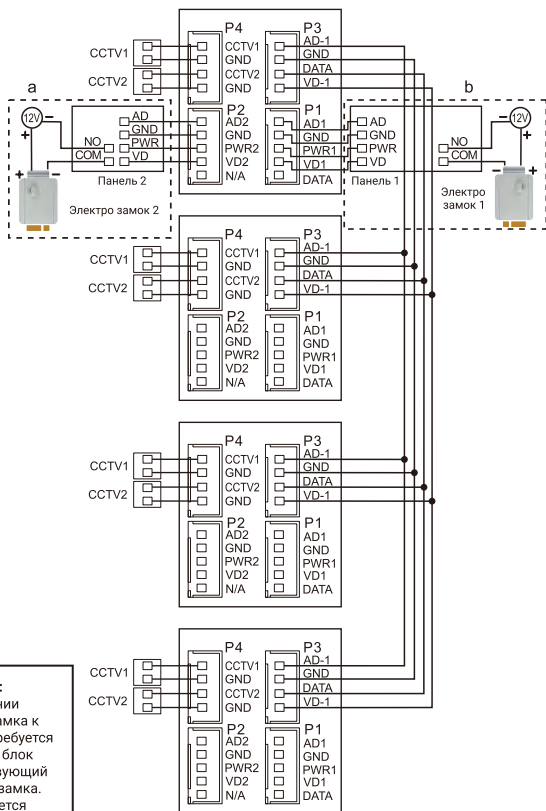 P4 P3
CCTV1 CCTV1 AD-1
GND GND
CCTV2 CCTV2 DATA
GND VD-1
a b
P2 P1
12V − AD AD2 AD1 AD − 12V
+ GND GND GND GND +
NO PWR PWR2 PWR1 PWR NO
COM VD VD2 VD1 VD COM
N/A DATA
+ − Панель 2 Панель 1 − +
Электро замок 2
Электро
замок 1
P4 P3
CCTV1 CCTV1 AD-1
GND GND
CCTV2 CCTV2 DATA
GND VD-1
P2 P1
AD2 AD1
GND GND
PWR2 PWR1
VD2 VD1
N/A DATA
P4 P3
CCTV1 CCTV1 AD-1
GND GND
CCTV2 CCTV2 DATA
GND VD-1
P2 P1
AD2 AD1
GND GND
PWR2 PWR1
VD2 VD1
N/A DATA
P4 P3
CCTV1 CCTV1 AD-1
GND GND
CCTV2 CCTV2 DATA
GND VD-1
P2 P1
AD2 AD1
GND GND
PWR2 PWR1
VD2 VD1
N/A DATA
:
нии
амка к
ребуется
блок
вующий
замка.
ется